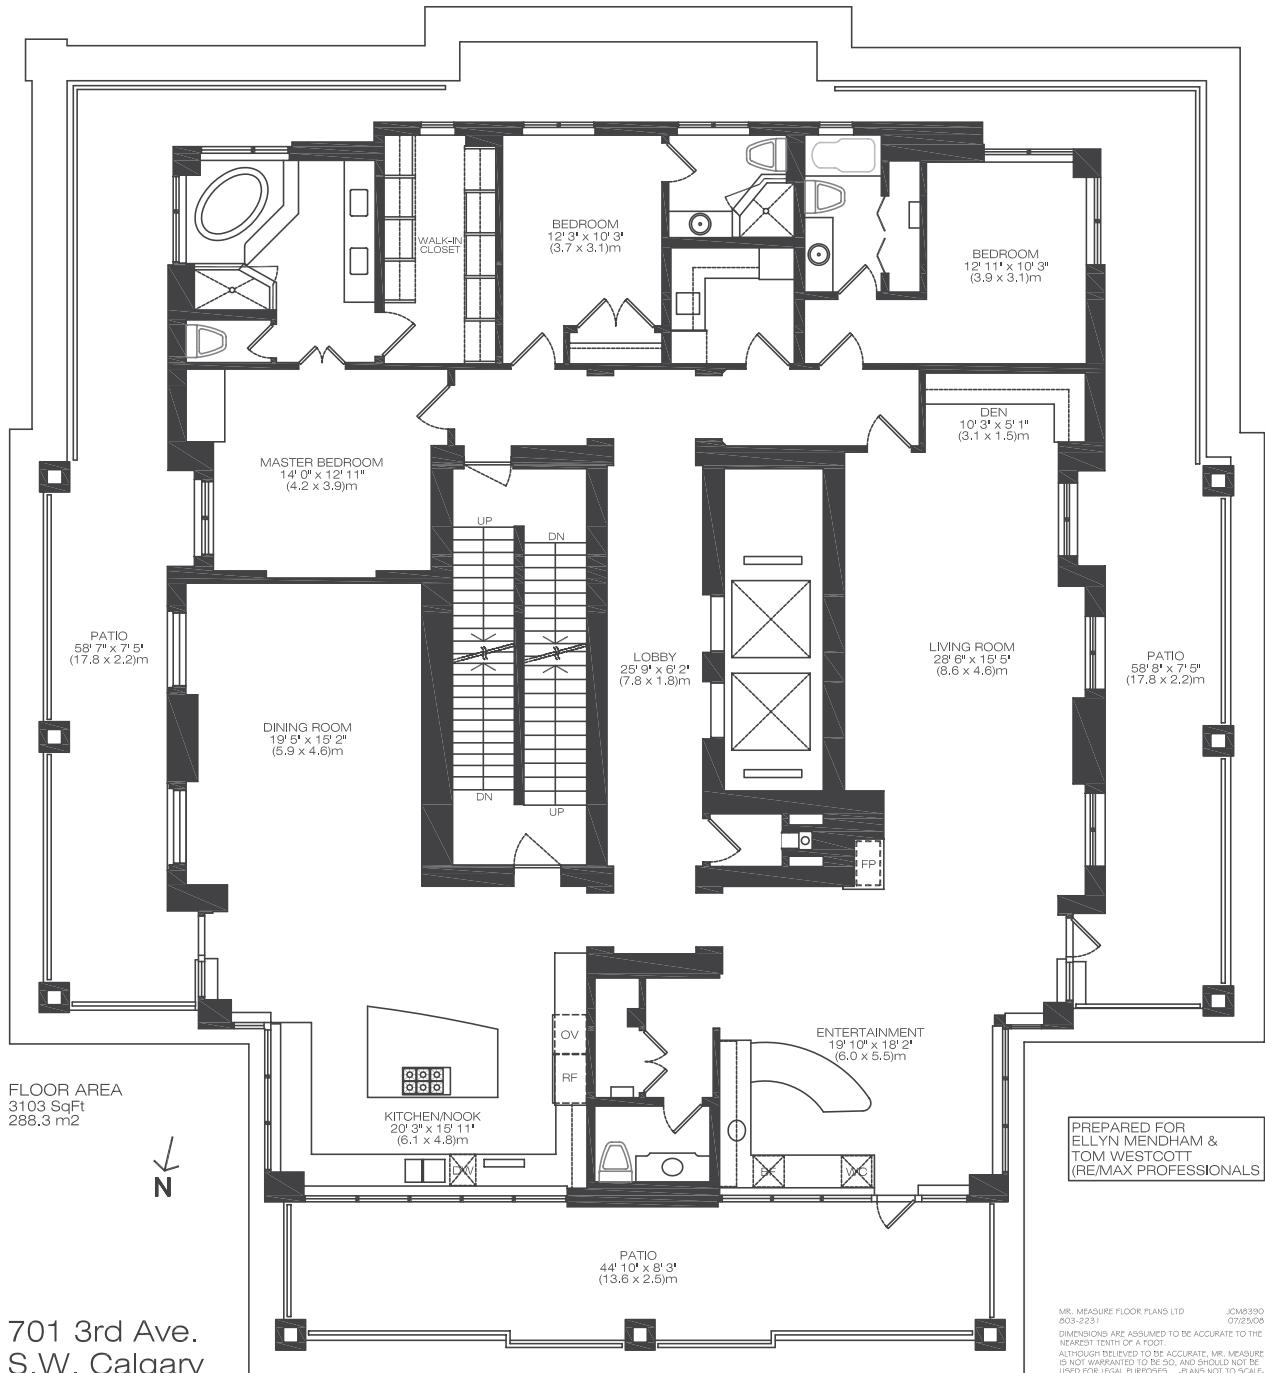 BEDROOM
12' 3" x 10' 3"
(3.7 x 3.1)m
WALK-IN
CLOSET
BEDROOM
12' 11" x 10' 3"
(3.9 x 3.1)m
DEN
10' 3" x 5' 1"
(3.1 x 1.5)m
MASTER BEDROOM
14' 0" x 12' 11"
(4.2 x 3.9)m
UP
DN
PATIO
58' 7" x 7' 5"
(17.8 x 2.2)m
LOBBY
25' 9" x 6' 2"
(7.8 x 1.8)m
LIVING ROOM
28' 6" x 15' 5"
(8.6 x 4.6)m
PATIO
58' 8" x 7' 5"
(17.8 x 2.2)m
DINING ROOM
19' 5" x 15' 2"
(5.9 x 4.6)m
DN
UP
FP
OV
RF
ENTERTAINMENT
19' 10" x 18' 2"
(6.0 x 5.5)m
FLOOR AREA
3103 SqFt
288.3 m2
N
KITCHEN/NOOK
20' 3" x 15' 11"
(6.1 x 4.8)m
DW
WC
PREPARED FOR
ELLYN MENDHAM &
TOM WESTCOTT
(RE/MAX PROFESSIONALS
PATIO
44' 10" x 8' 3"
(13.6 x 2.5)m
701 3rd Ave.
S.W. Calgary
MR. MEASURE FLOOR PLANS LTD JCM8390
803-2231 07/25/08
DIMENSIONS ARE ASSUMED TO BE ACCURATE TO THE
NEAREST TENTH OF A FOOT.
ALTHOUGH BELIEVED TO BE ACCURATE, MR. MEASURE
IS NOT WARRANTED TO BE SO, AND SHOULD NOT BE
USED FOR LEGAL PURPOSES. -PLANS NOT TO SCALE-